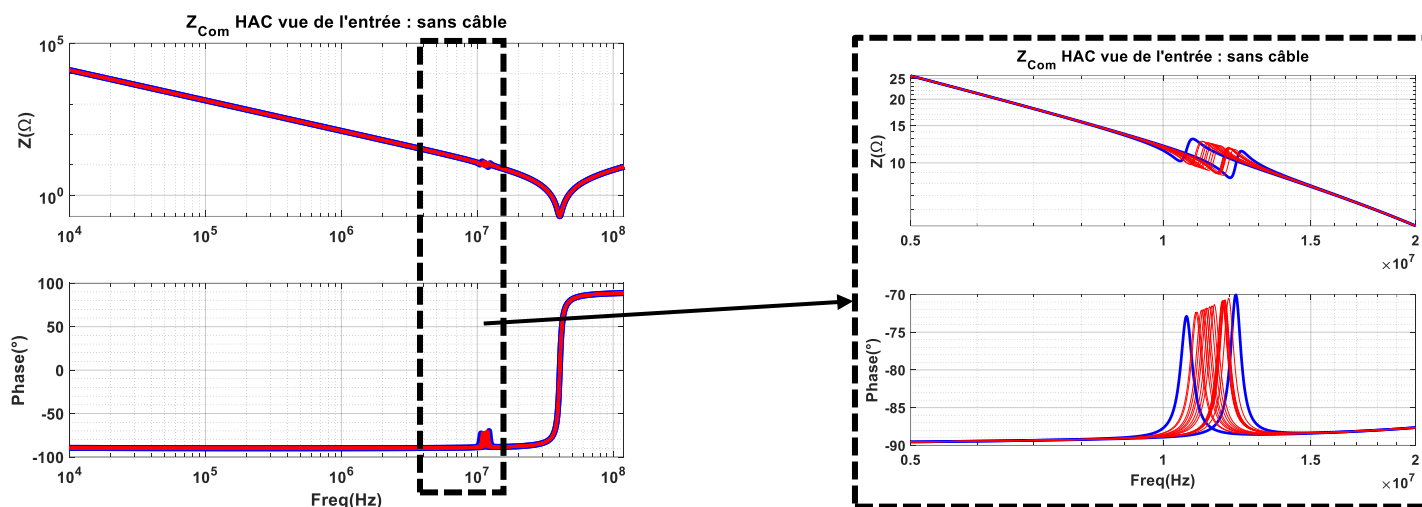 Z_Com HAC vue de l'entrée : sans câble
10^5
10^0
Z(Ω)
10^4 10^5 10^6 10^7 10^8
100
50
0
-50
-100
Phase(°)
10^4 10^5 10^6 10^7 10^8
Freq(Hz)
Z_Com HAC vue de l'entrée : sans câble
25
20
15
10
Z(Ω)
0.5 1 1.5 2
×10^7
-70
-75
-80
-85
-90
Phase(°)
0.5 1 1.5 2
Freq(Hz)
×10^7